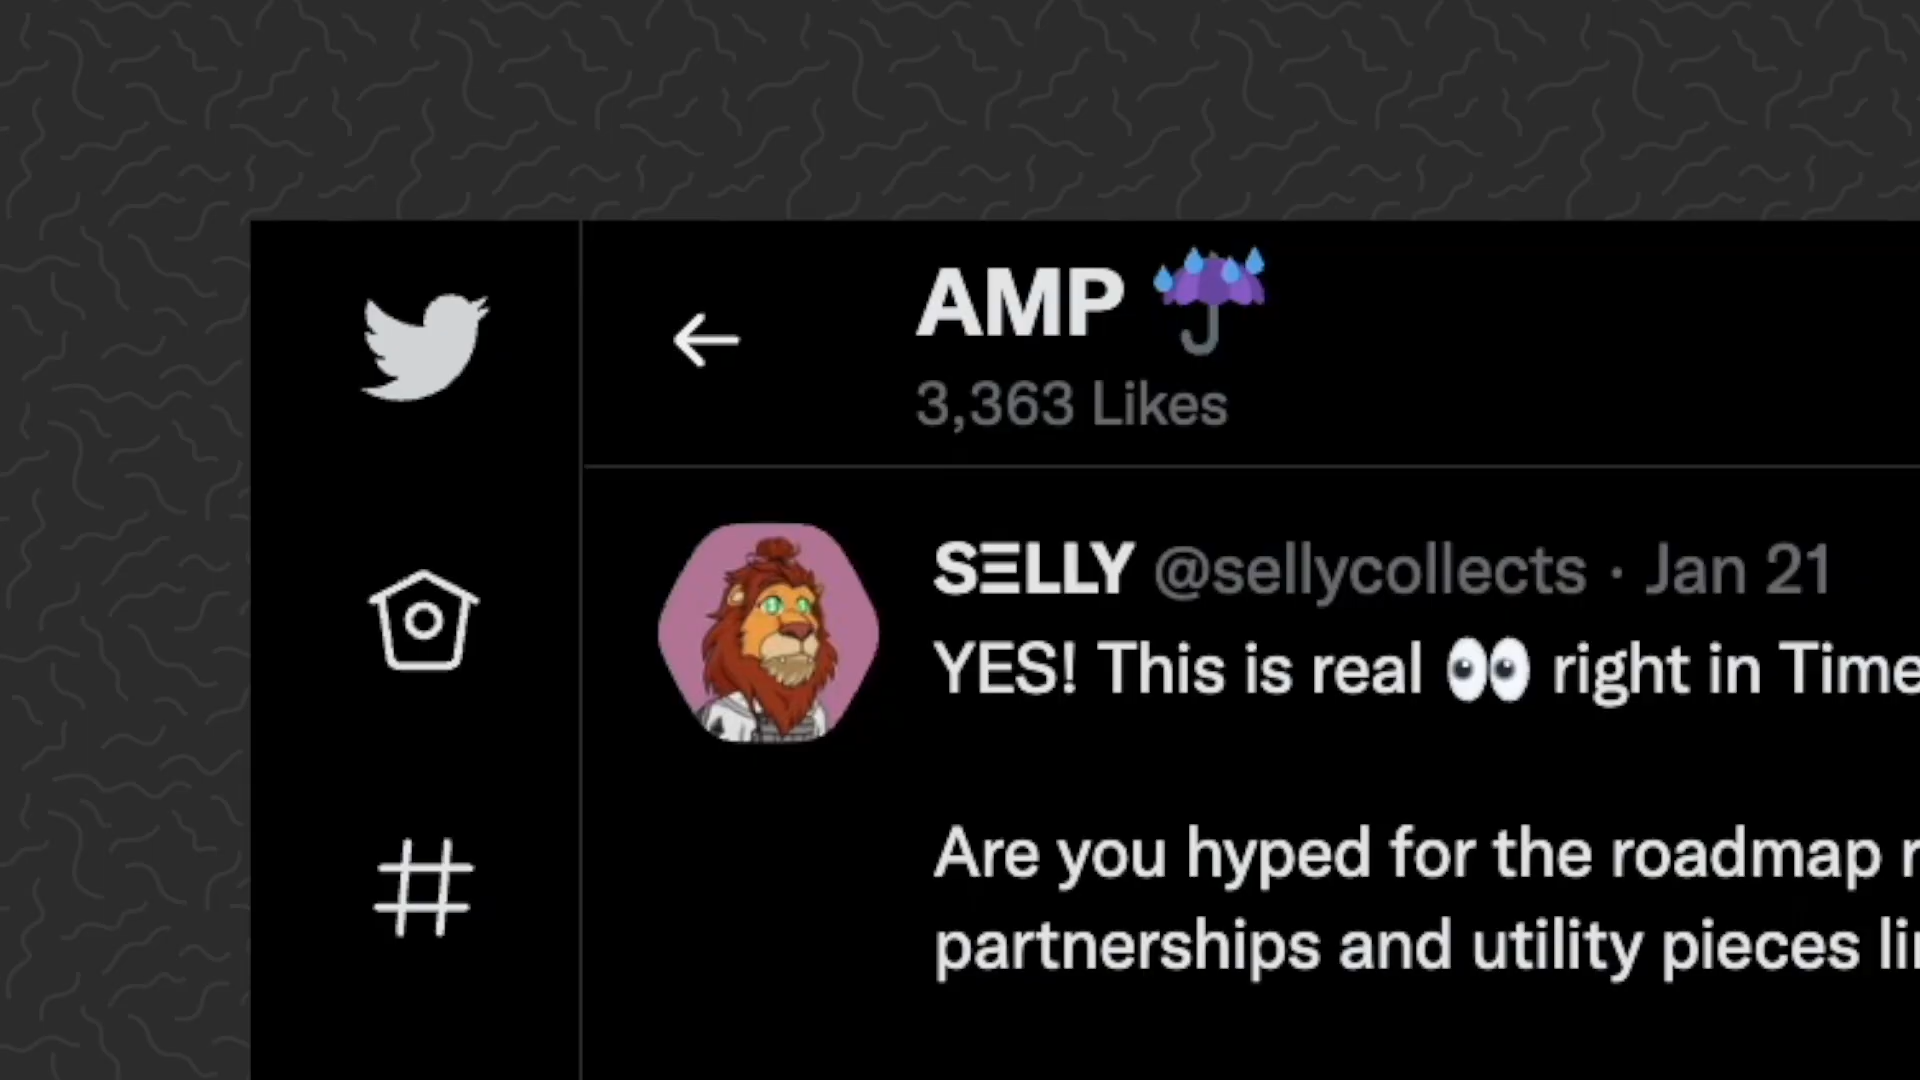 AMP ☔
3,363 Likes
SΞLLY @sellycollects · Jan 21
YES! This is real 👀 right in Time
Are you hyped for the roadmap
partnerships and utility pieces